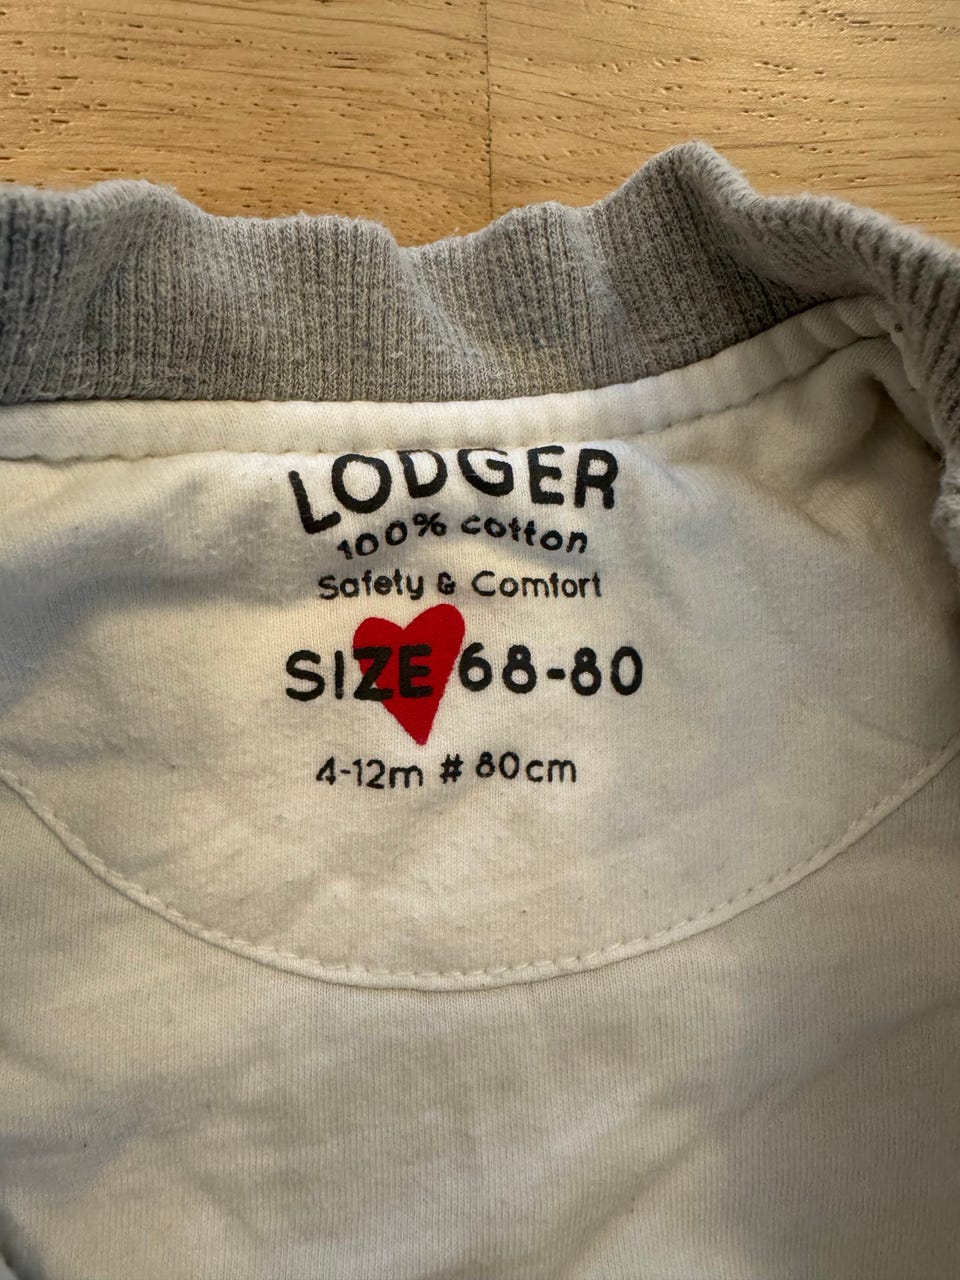 LODGER
100% cotton
Safety & Comfort
SIZE 68-80
4-12m # 80cm